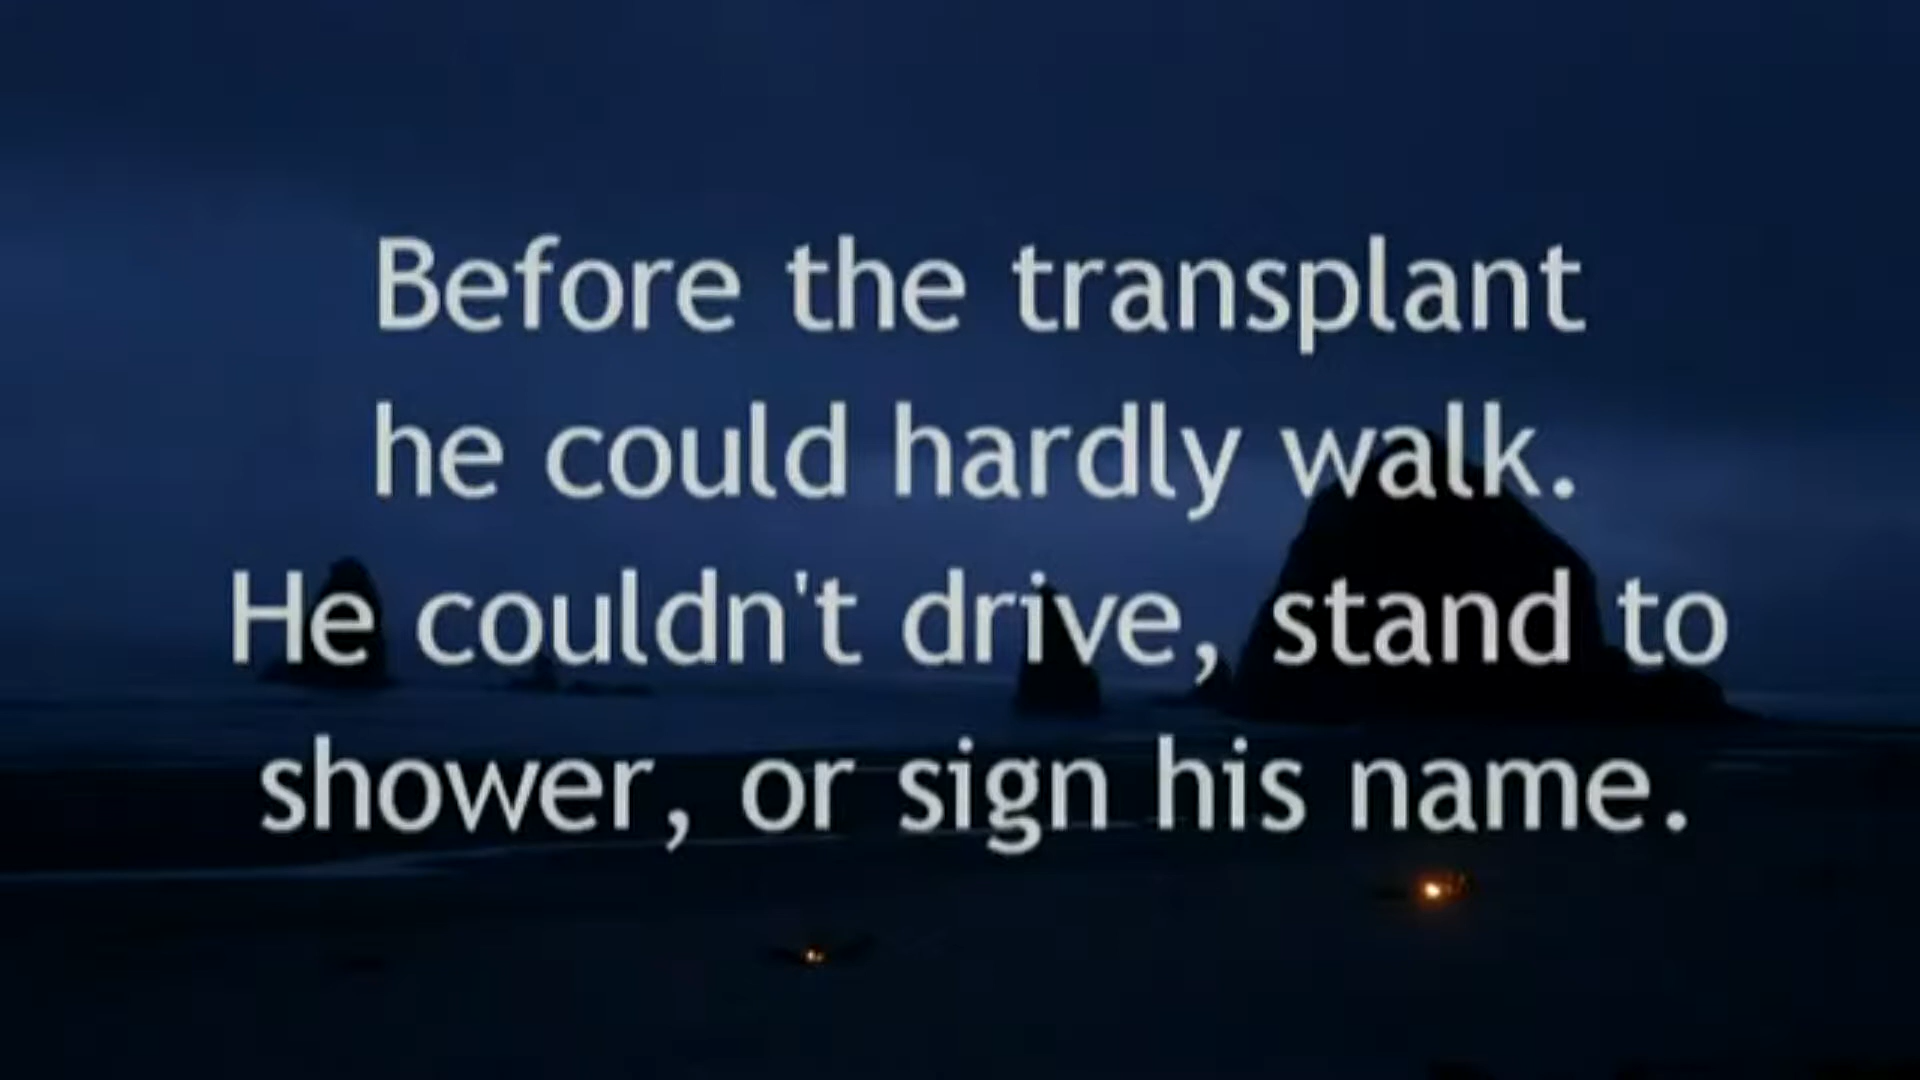 Before the transplant
he could hardly walk.
He couldn't drive, stand to
shower, or sign his name.